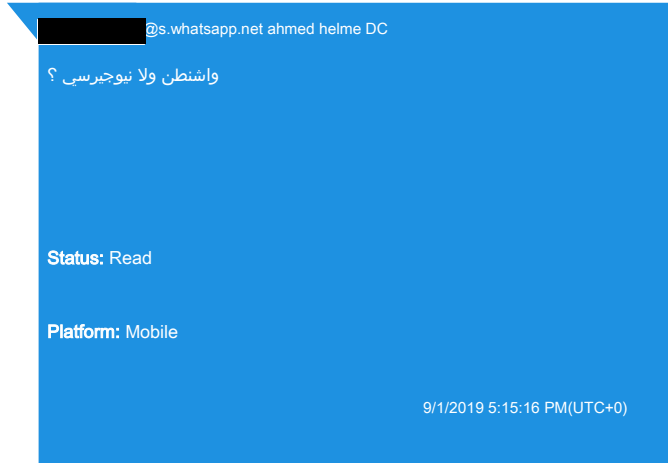 @s.whatsapp.net ahmed helme DC
واشنطن ولا نيوجيرسي ؟
Status: Read
Platform: Mobile
9/1/2019 5:15:16 PM(UTC+0)